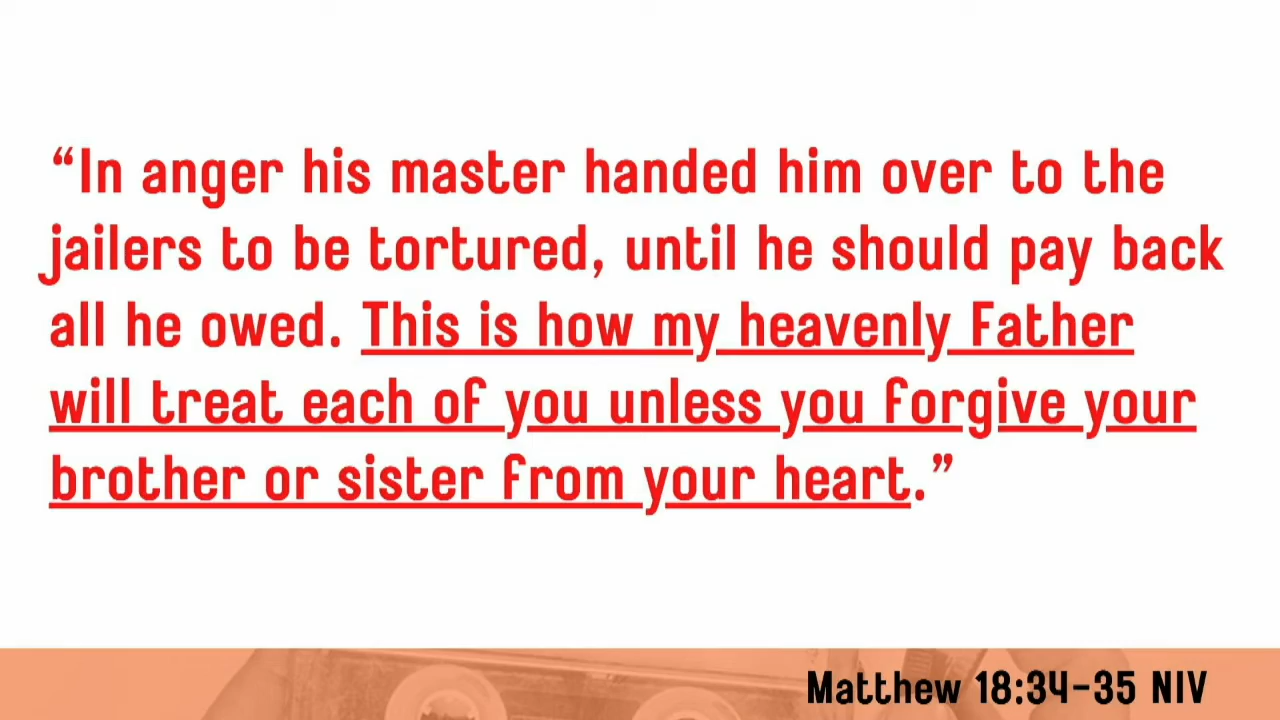 “In anger his master handed him over to the
jailers to be tortured, until he should pay back
all he owed. This is how my heavenly Father
will treat each of you unless you forgive your
brother or sister from your heart.”
Matthew 18:34-35 NIV